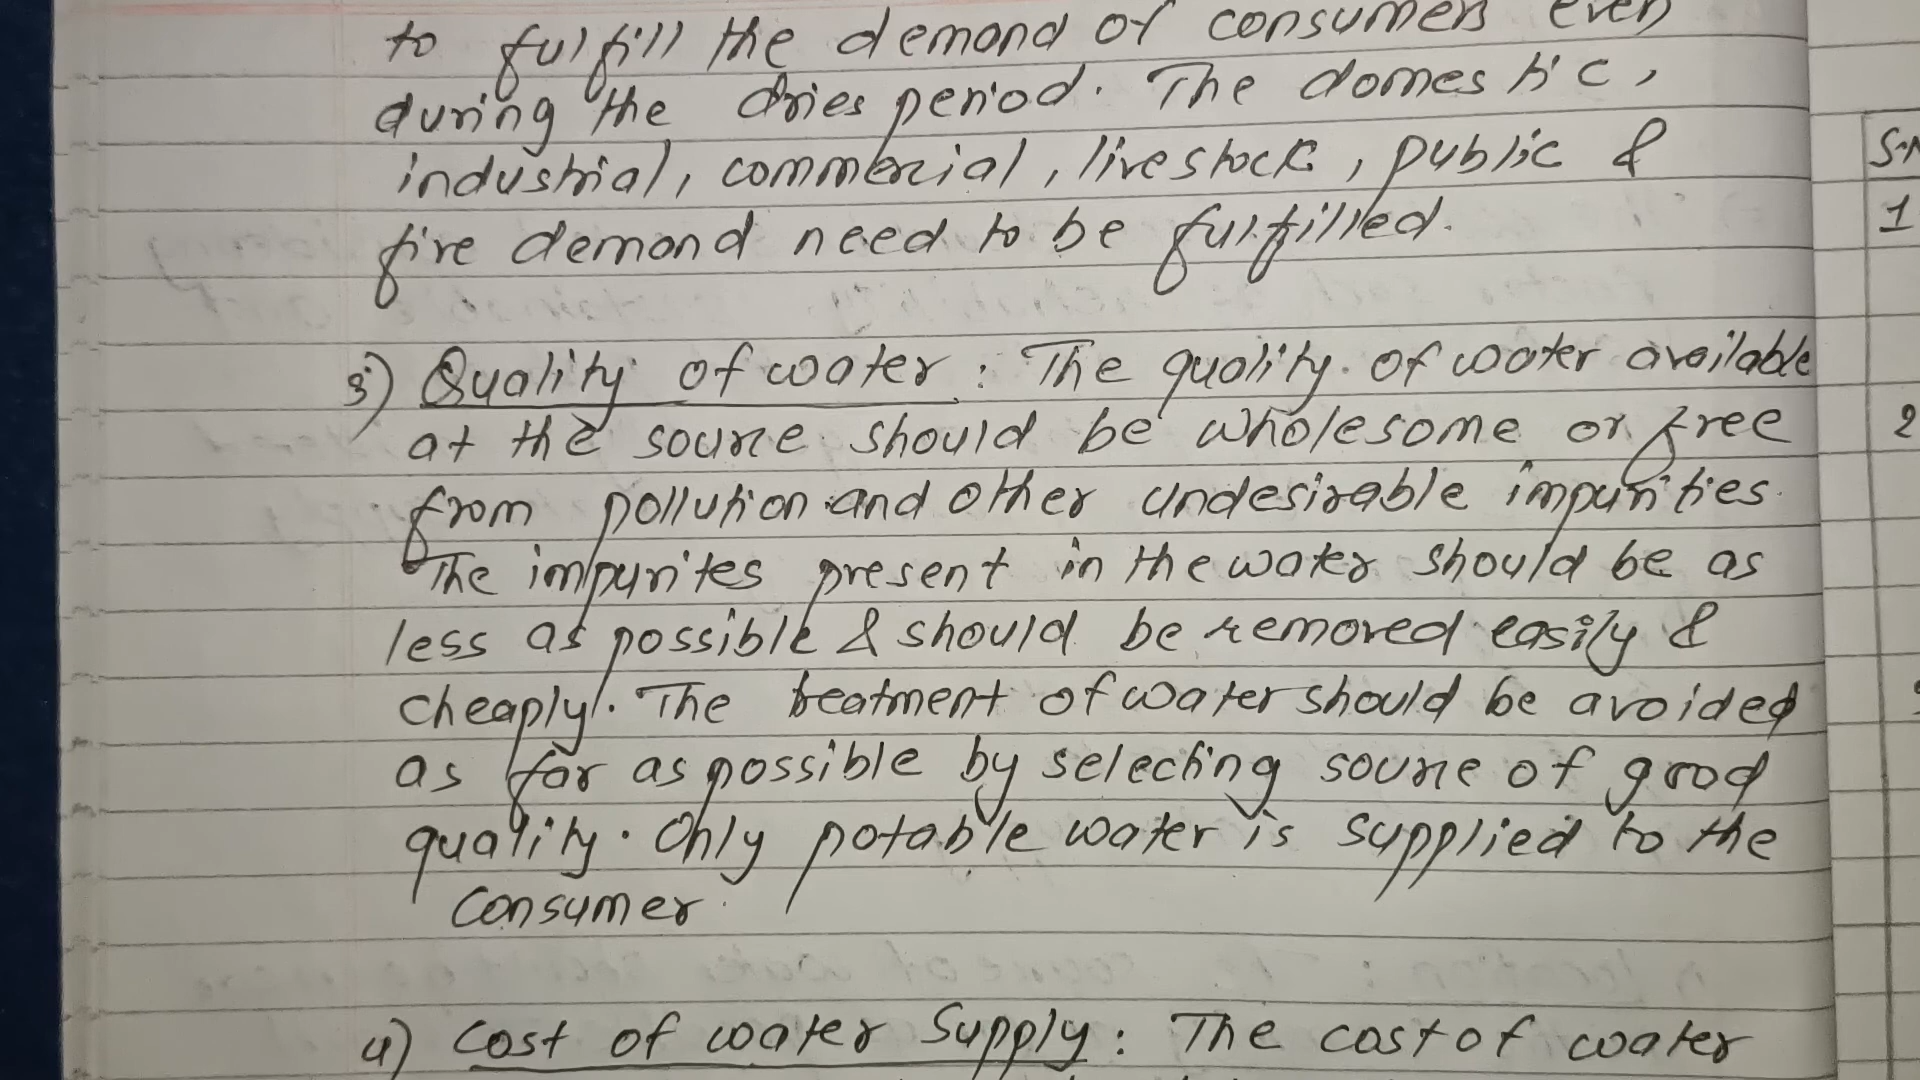 to fulfill the demand of consumers even
during the dries period. The domestic,
industrial, commercial, livestock, public &
fire demand need to be fulfilled.
3) Quality of water : The quality of water available
at the source should be wholesome or free
from pollution and other undesirable impurities.
The impurites present in the water should be as
less as possible & should be removed easily &
cheaply. The treatment of water should be avoided
as far as possible by selecting source of good
quality. Only potable water is supplied to the
consumer.
4) Cost of water Supply : The cost of water
S.N
1
2